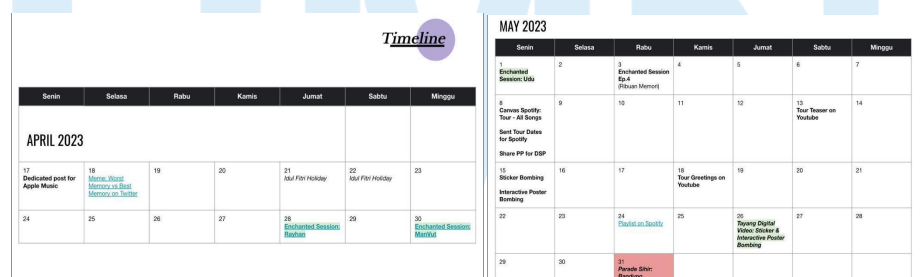 Timeline
Senin Selasa Rabu Kamis Jumat Sabtu Minggu
APRIL 2023
17 18 19 20 21 22 23
Dedicated post for
Apple Music
Meme: Worst
Memory vs Best
Memory on Twitter
Idul Fitri Holiday
Idul Fitri Holiday
24 25 26 27 28 29 30
Enchanted Session:
Rayhan
Enchanted Session:
ManVut
MAY 2023
Senin Selasa Rabu Kamis Jumat Sabtu Minggu
1 2 3 4 5 6 7
Enchanted
Session: Udu
Enchanted Session
Ep.4
(Ribuan Memori)
8 9 10 11 12 13 14
Canvas Spotify:
Tour - All Songs
Sent Tour Dates
for Spotify
Share PP for DSP
Tour Teaser on
Youtube
15 16 17 18 19 20 21
Sticker Bombing
Interactive Poster
Bombing
Tour Greetings on
Youtube
22 23 24 25 26 27 28
Playlist on Spotify
Tayang Digital
Video: Sticker &
Interactive Poster
Bombing
29 30 31
Parade Sihir:
Bandung